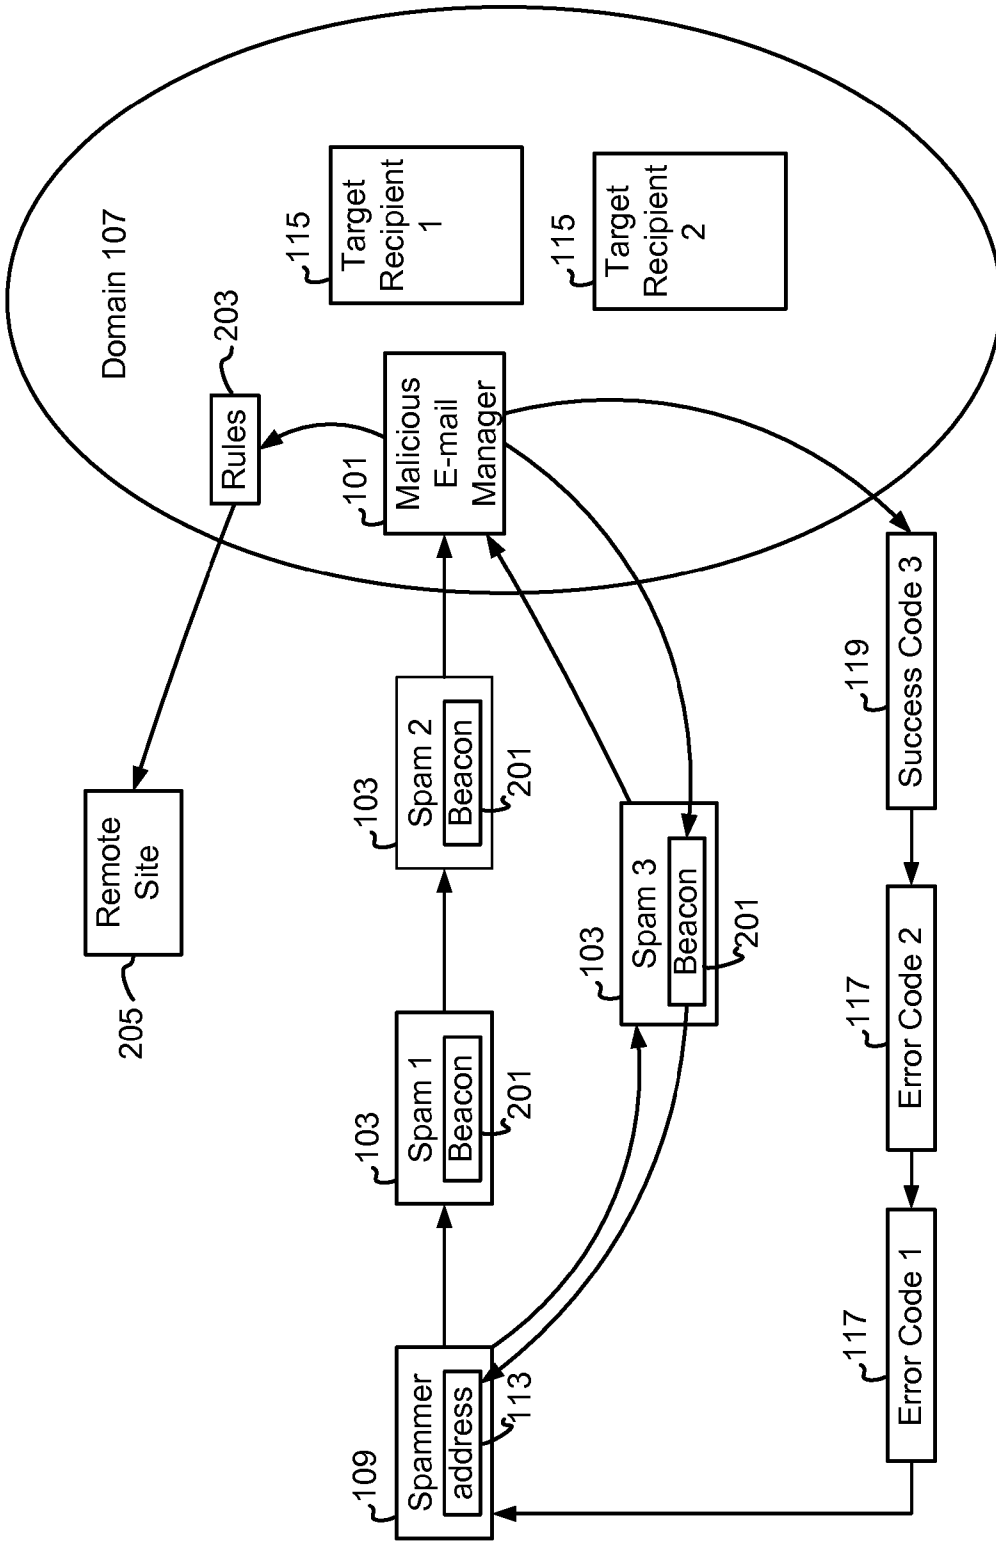 Domain 107
203
Rules
Remote
Site
205
115
Target
Recipient
1
115
Target
Recipient
2
101
Malicious
E-mail
Manager
103
Spam 2
Beacon
201
103
Spam 1
Beacon
201
109
Spammer
address
113
103
Spam 3
Beacon
201
117
Error Code 1
117
Error Code 2
119
Success Code 3